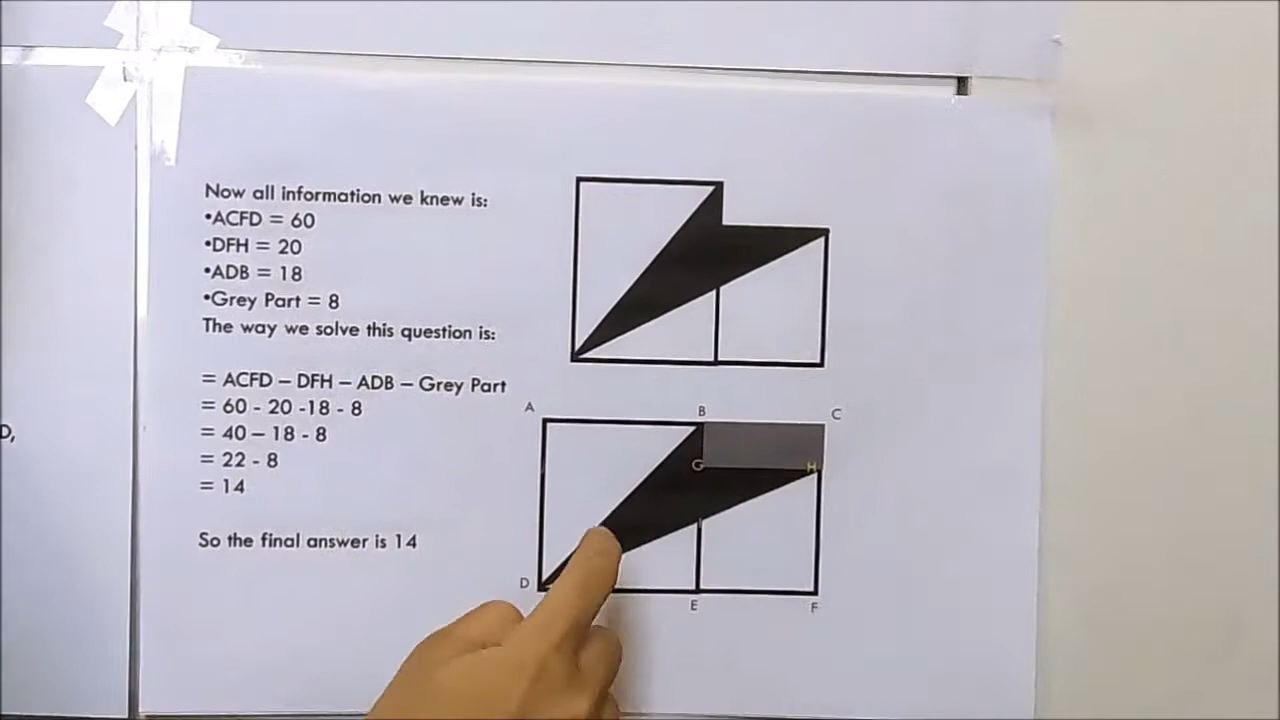 Now all information we knew is:
•ACFD = 60
•DFH = 20
•ADB = 18
•Grey Part = 8
The way we solve this question is:
= ACFD – DFH – ADB – Grey Part
= 60 - 20 -18 - 8
= 40 – 18 - 8
= 22 - 8
= 14
So the final answer is 14
A B C
G H
D E F
D,